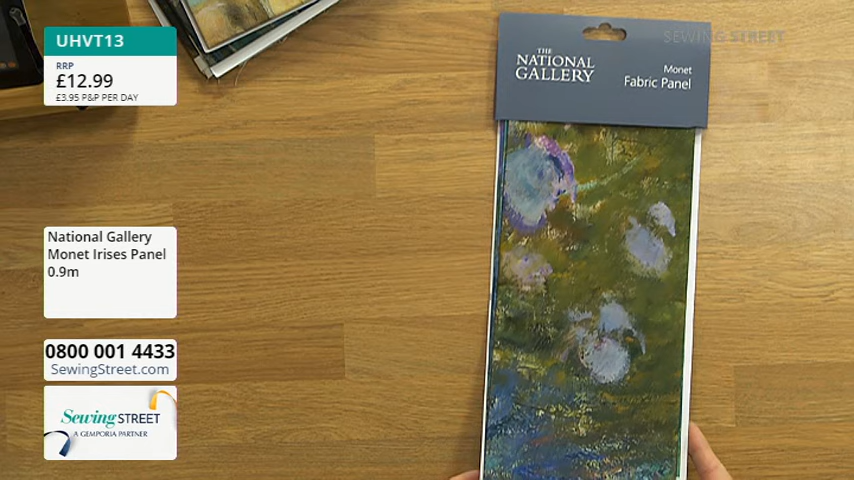 UHVT13
RRP
£12.99
£3.95 P&P PER DAY
National Gallery
Monet Irises Panel
0.9m
0800 001 4433
SewingStreet.com
Sewing STREET
A GEMPORIA PARTNER
SEWING STREET
THE
NATIONAL
GALLERY
Monet
Fabric Panel